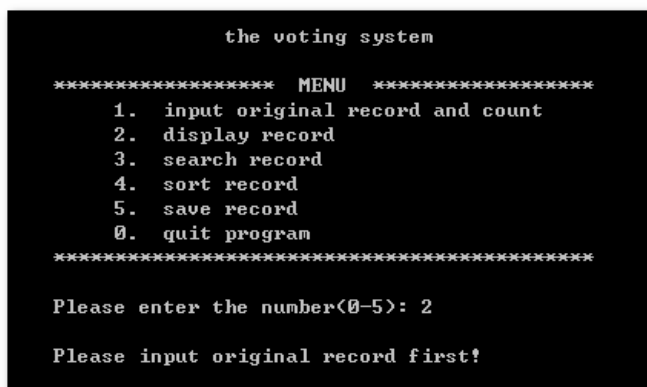 the voting system
****************** MENU ******************
1. input original record and count
2. display record
3. search record
4. sort record
5. save record
0. quit program
********************************************
Please enter the number(0-5): 2
Please input original record first!